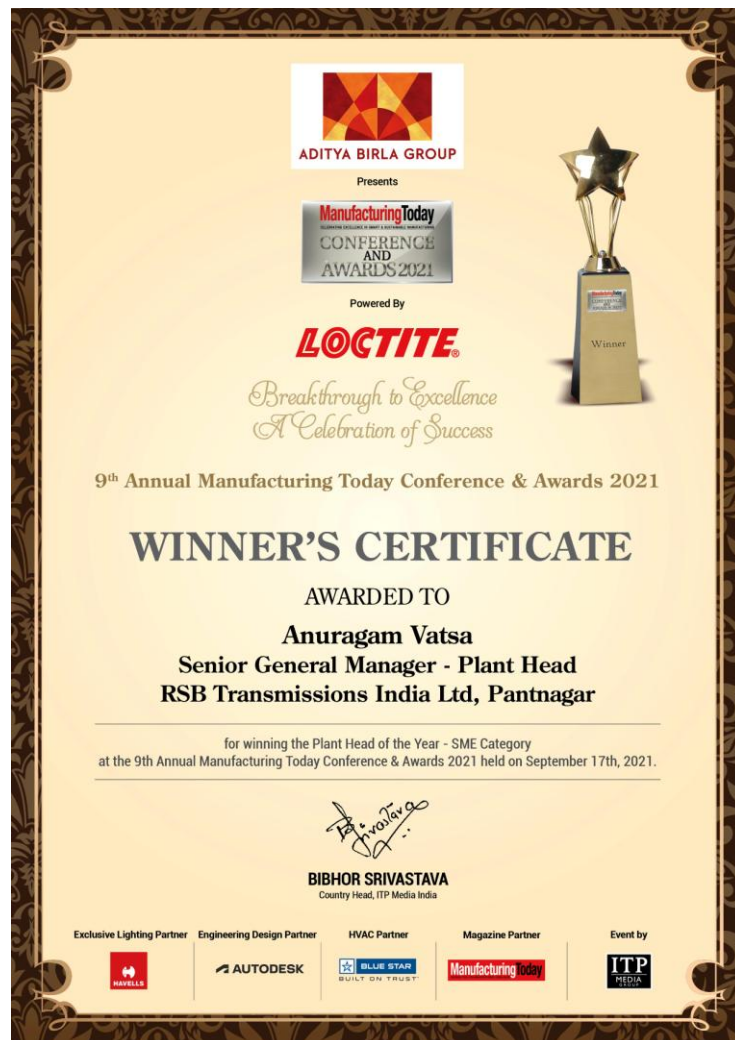 ADITYA BIRLA GROUP
Presents
ManufacturingToday
CONFERENCE
AND
AWARDS 2021
Powered By
LOCTITE®
Breakthrough to Excellence
A Celebration of Success
Winner
9th Annual Manufacturing Today Conference & Awards 2021
WINNER'S CERTIFICATE
AWARDED TO
Anuragam Vatsa
Senior General Manager - Plant Head
RSB Transmissions India Ltd, Pantnagar
for winning the Plant Head of the Year - SME Category
at the 9th Annual Manufacturing Today Conference & Awards 2021 held on September 17th, 2021.
BIBHOR SRIVASTAVA
Country Head, ITP Media India
Exclusive Lighting Partner
Engineering Design Partner
HVAC Partner
Magazine Partner
Event by
HAVELLS
AUTODESK
BLUE STAR
BUILT ON TRUST
ManufacturingToday
ITP
MEDIA
GROUP